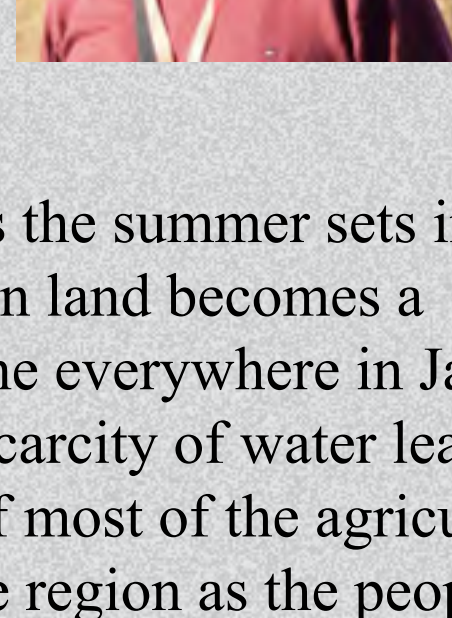 s the summer sets i
n land becomes a
ne everywhere in Ja
carcity of water lea
f most of the agricu
e region as the peop